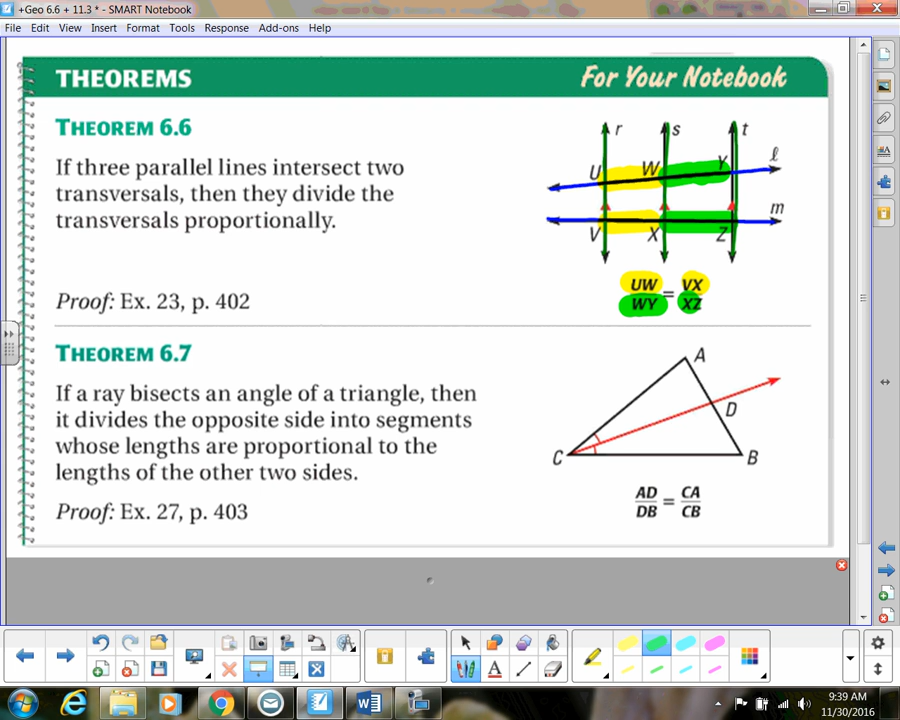 +Geo 6.6 + 11.3 * - SMART Notebook
File Edit View Insert Format Tools Response Add-ons Help
THEOREMS
For Your Notebook
THEOREM 6.6
If three parallel lines intersect two
transversals, then they divide the
transversals proportionally.
Proof: Ex. 23, p. 402
r s t
U W Y ℓ
V X Z m
UW = VX
WY XZ
THEOREM 6.7
If a ray bisects an angle of a triangle, then
it divides the opposite side into segments
whose lengths are proportional to the
lengths of the other two sides.
Proof: Ex. 27, p. 403
A
D
C B
AD = CA
DB CB
9:39 AM
11/30/2016